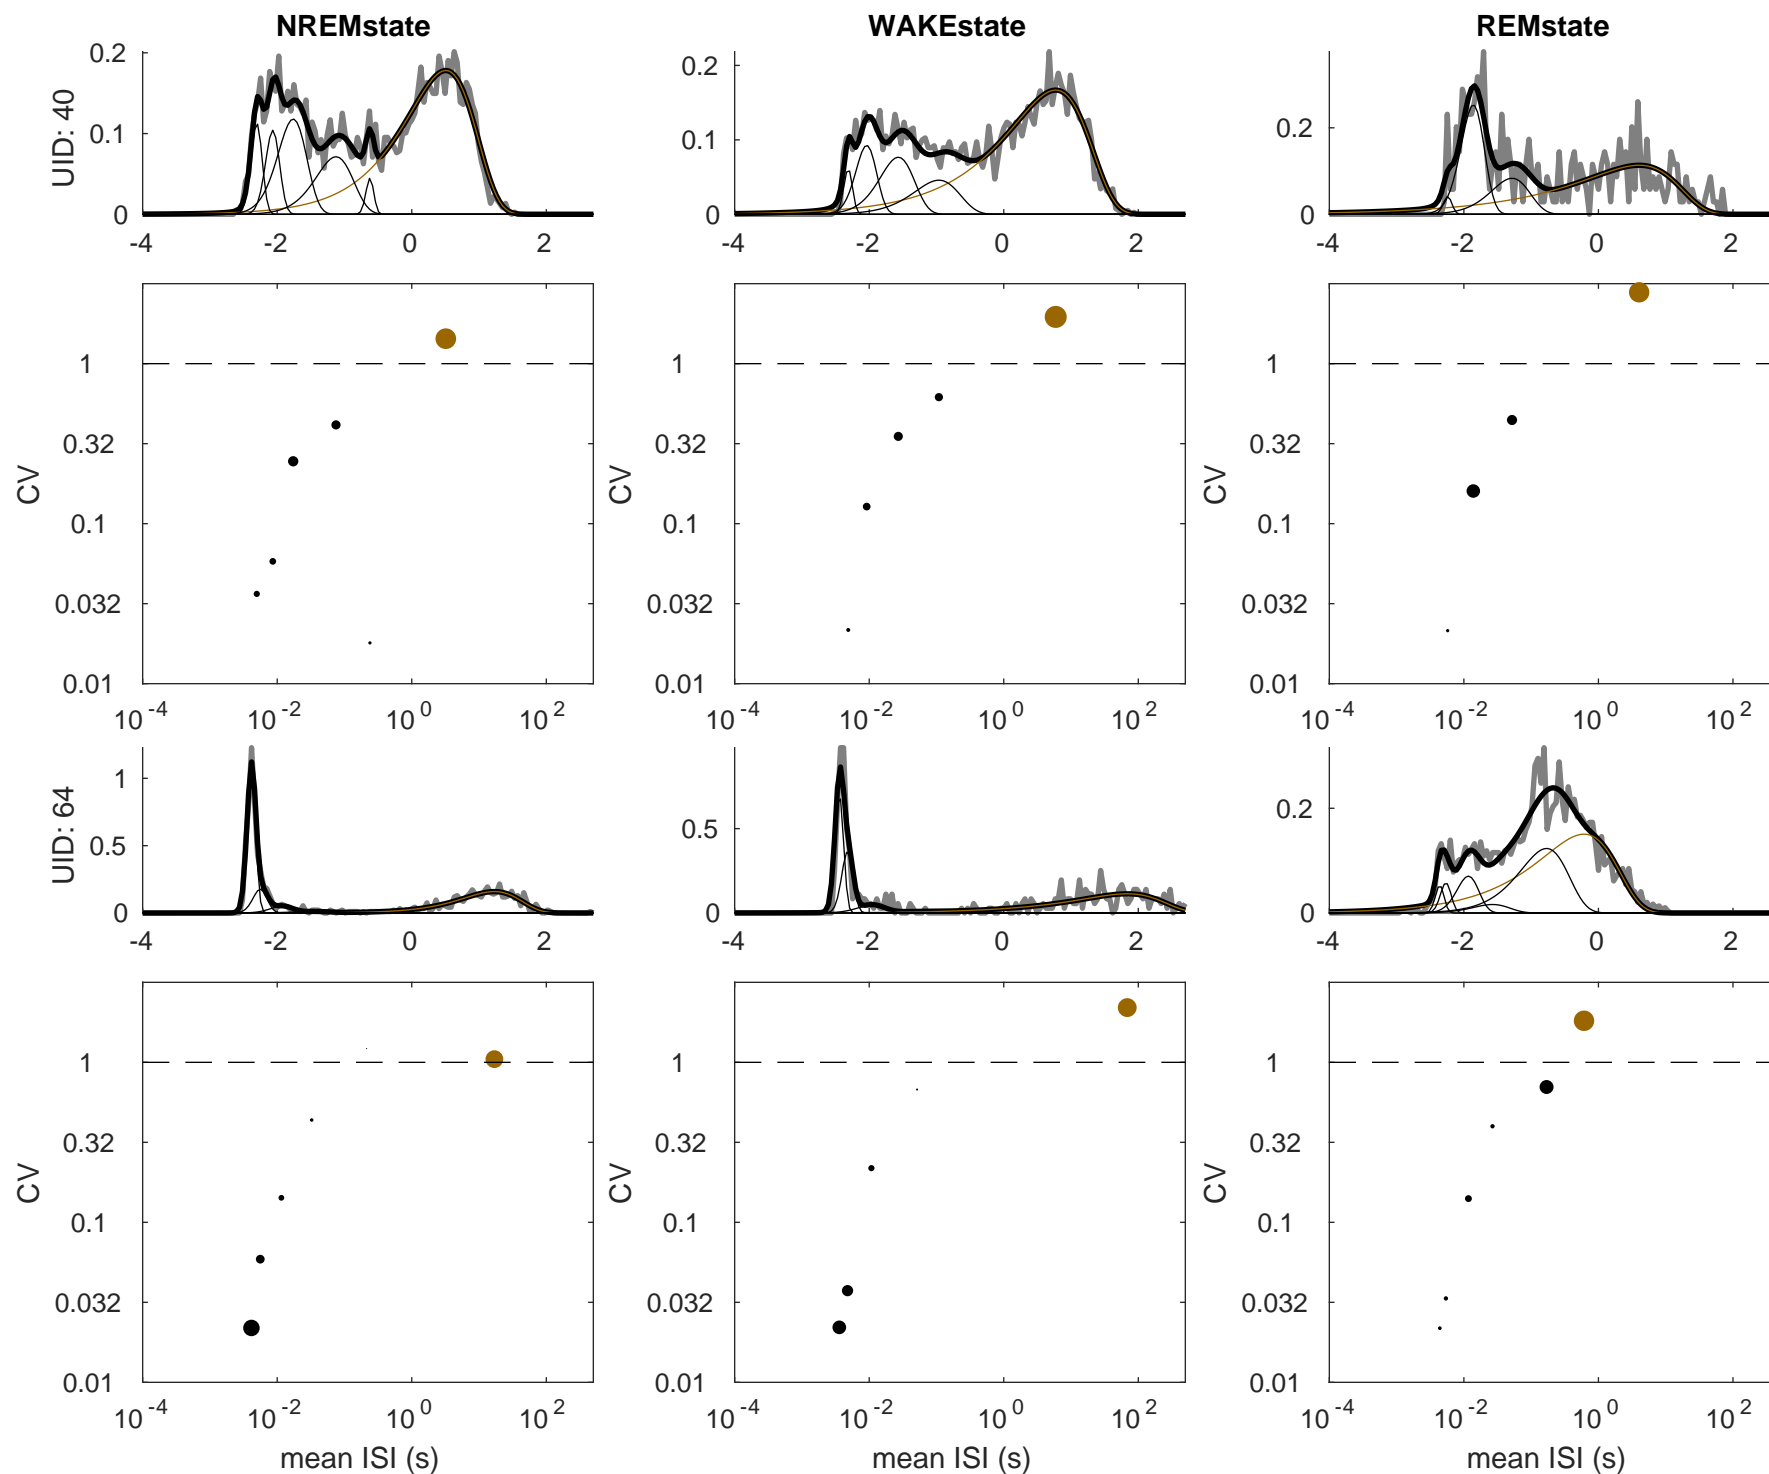 NREMstate WAKEstate REMstate
UID: 40
0.2 0.1 0
-4 -2 0 2
0.2 0.1 0
-4 -2 0 2
0.2 0
-4 -2 0 2
CV
1 0.32 0.1 0.032 0.01
10^-4 10^-2 10^0 10^2
CV
1 0.32 0.1 0.032 0.01
10^-4 10^-2 10^0 10^2
CV
1 0.32 0.1 0.032 0.01
10^-4 10^-2 10^0 10^2
UID: 64
1 0.5 0
-4 -2 0 2
0.5 0
-4 -2 0 2
0.2 0
-4 -2 0 2
CV
1 0.32 0.1 0.032 0.01
10^-4 10^-2 10^0 10^2
mean ISI (s)
CV
1 0.32 0.1 0.032 0.01
10^-4 10^-2 10^0 10^2
mean ISI (s)
CV
1 0.32 0.1 0.032 0.01
10^-4 10^-2 10^0 10^2
mean ISI (s)